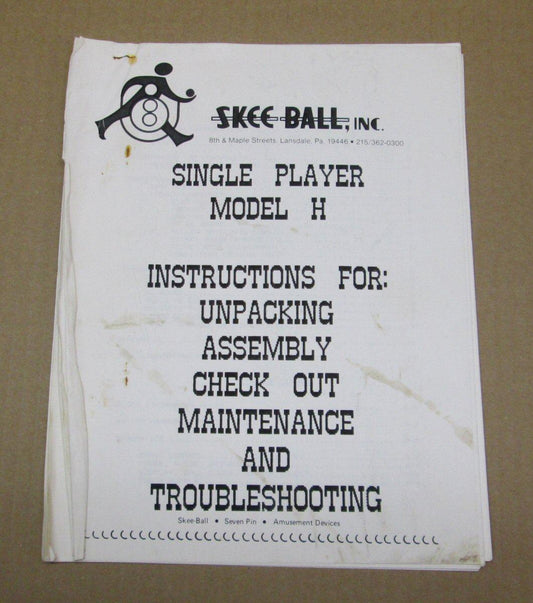 8
SKEE-BALL, INC.
8th & Maple Streets. Lansdale, Pa. 19446 • 215/362-0300
SINGLE PLAYER
MODEL H
INSTRUCTIONS FOR:
UNPACKING
ASSEMBLY
CHECK OUT
MAINTENANCE
AND
TROUBLESHOOTING
Skee-Ball • Seven Pin • Amusement Devices